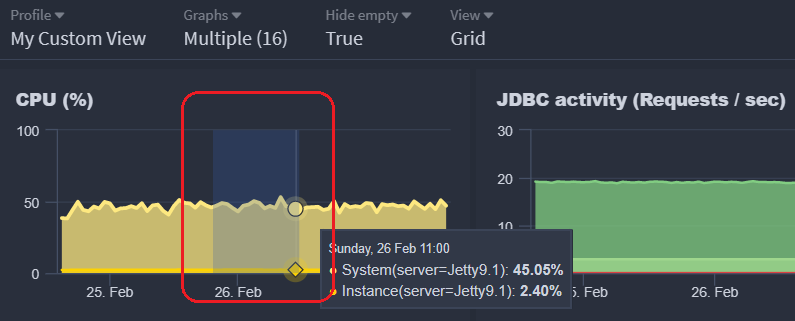 Profile Graphs Hide empty View
My Custom View Multiple (16) True Grid
CPU (%)
100
50
0
25. Feb 26. Feb
Sunday, 26 Feb 11:00
System(server=Jetty9.1): 45.05%
Instance(server=Jetty9.1): 2.40%
JDBC activity (Requests / sec)
30
20
10
5. Feb 26. Feb